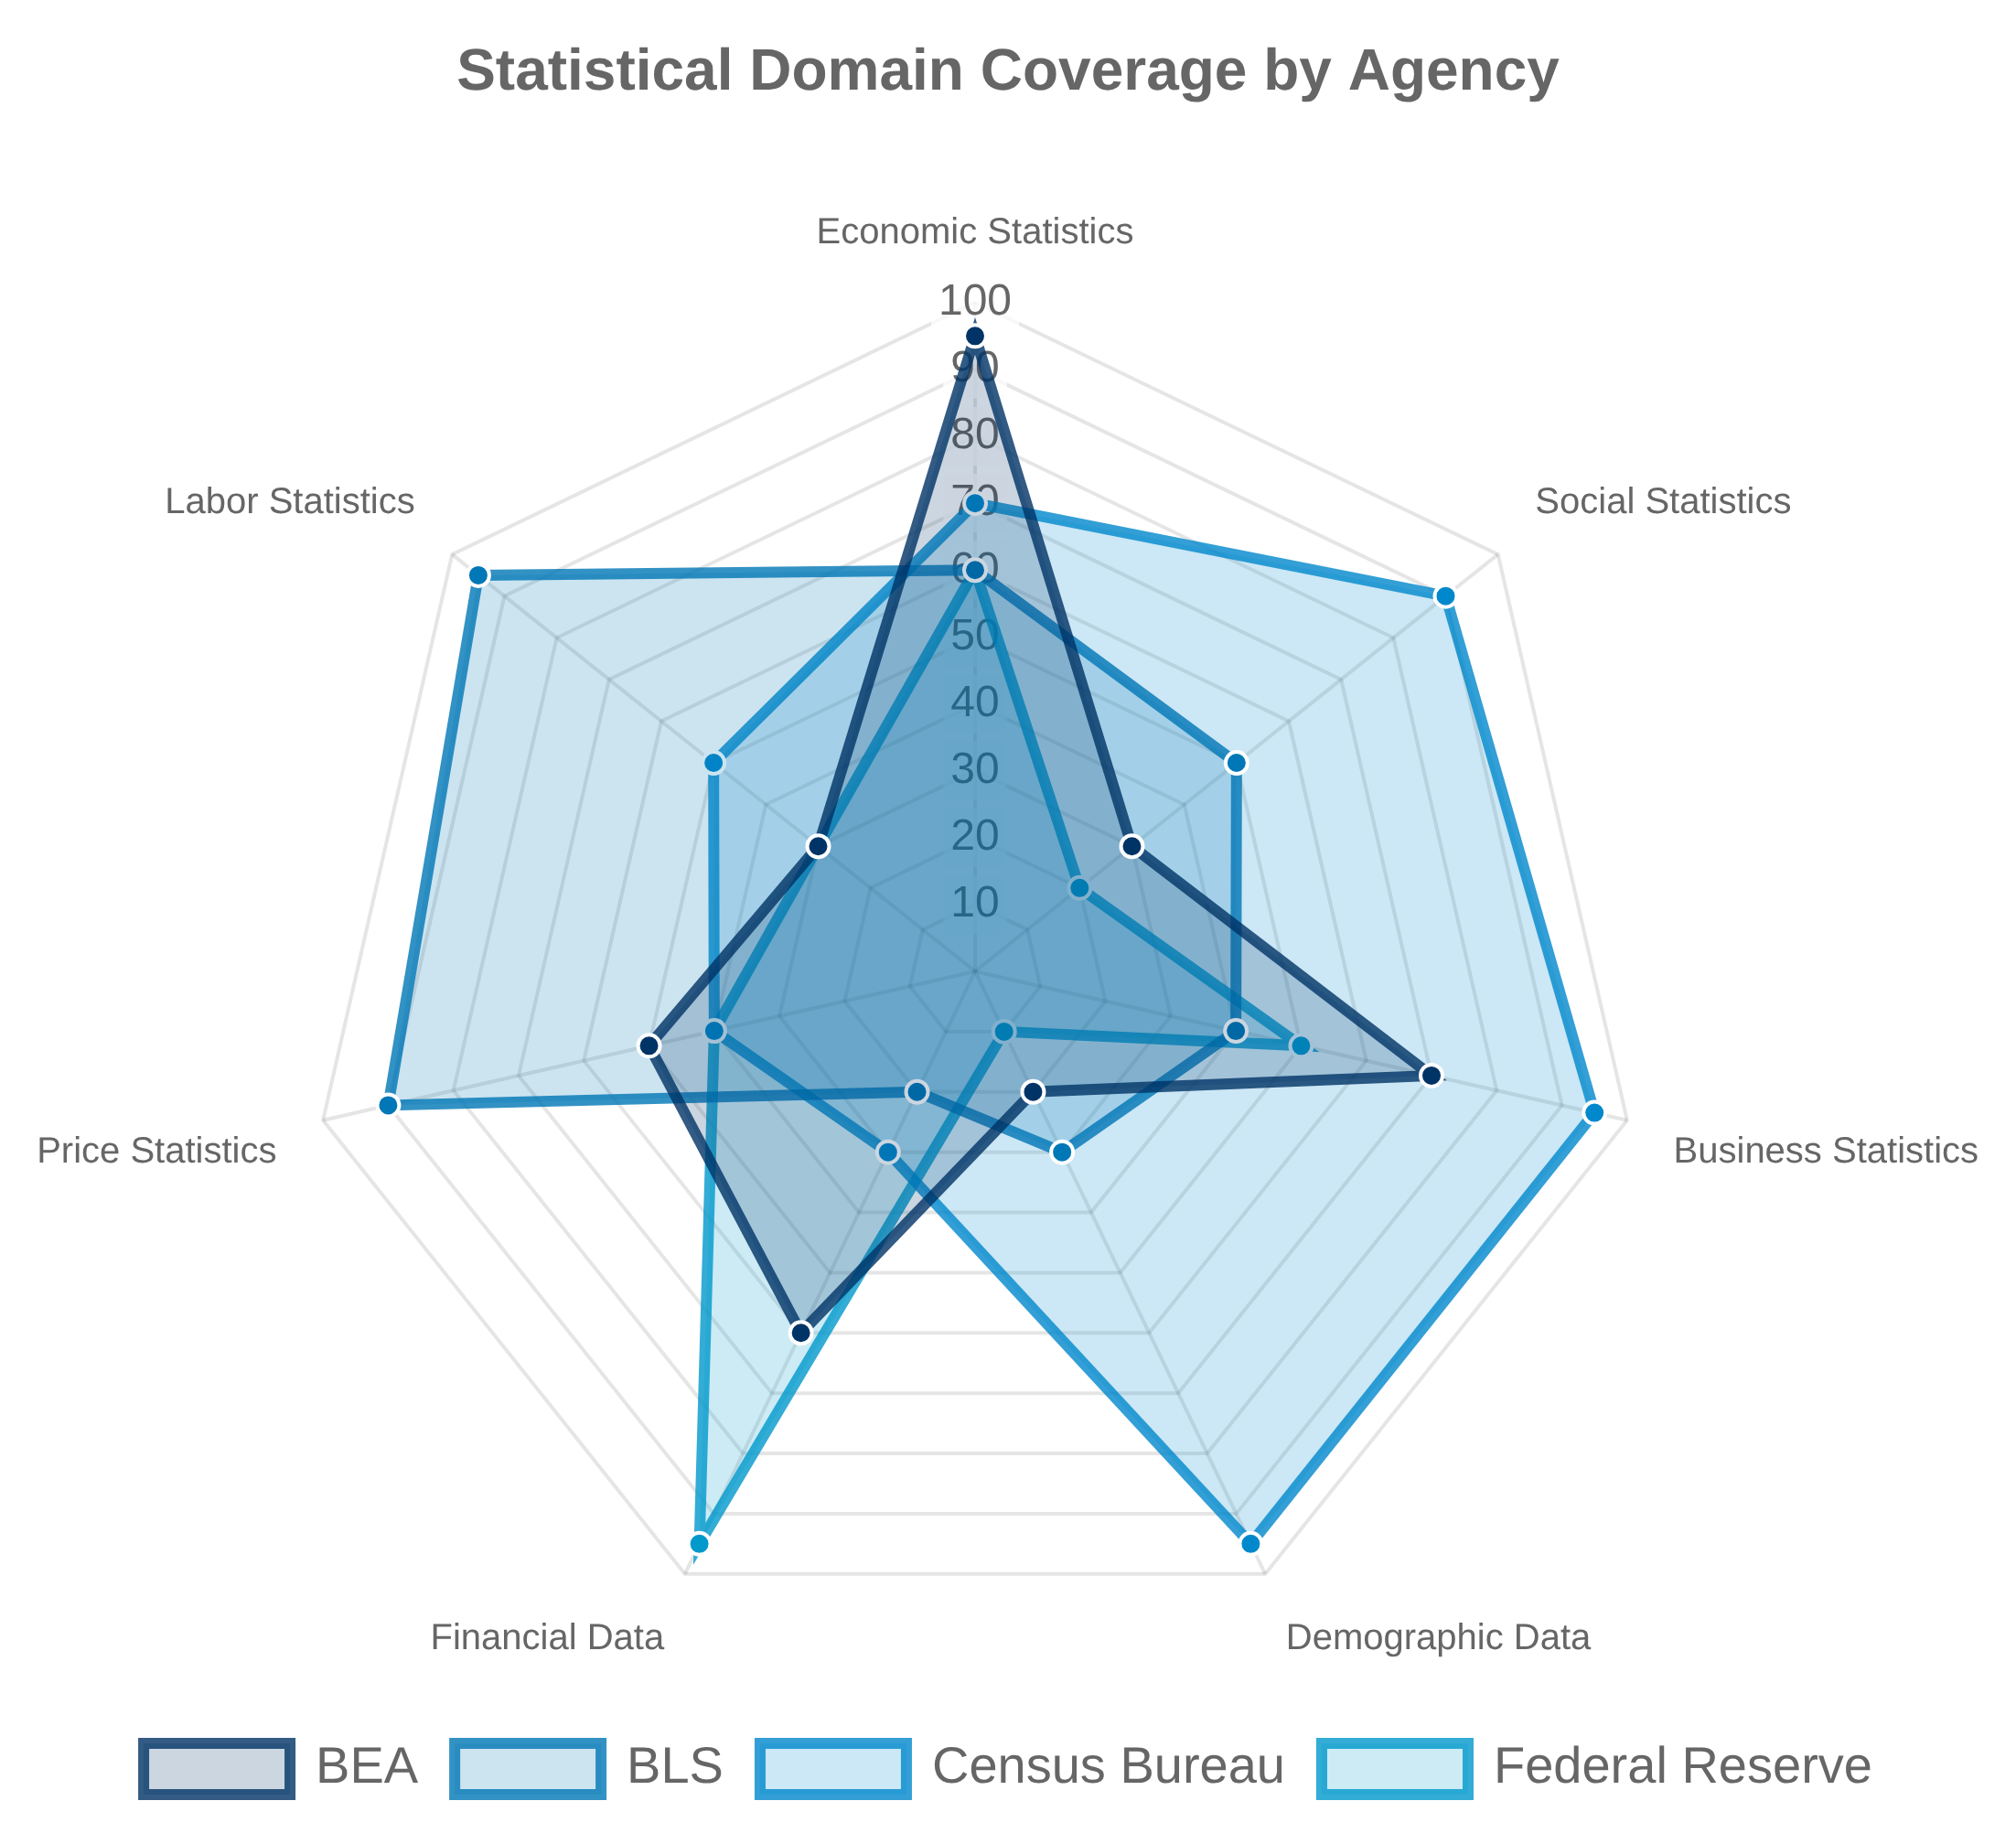 Statistical Domain Coverage by Agency
Economic Statistics
100
90
80
70
60
50
40
30
20
10
Labor Statistics
Social Statistics
Price Statistics
Business Statistics
Financial Data
Demographic Data
BEA
BLS
Census Bureau
Federal Reserve